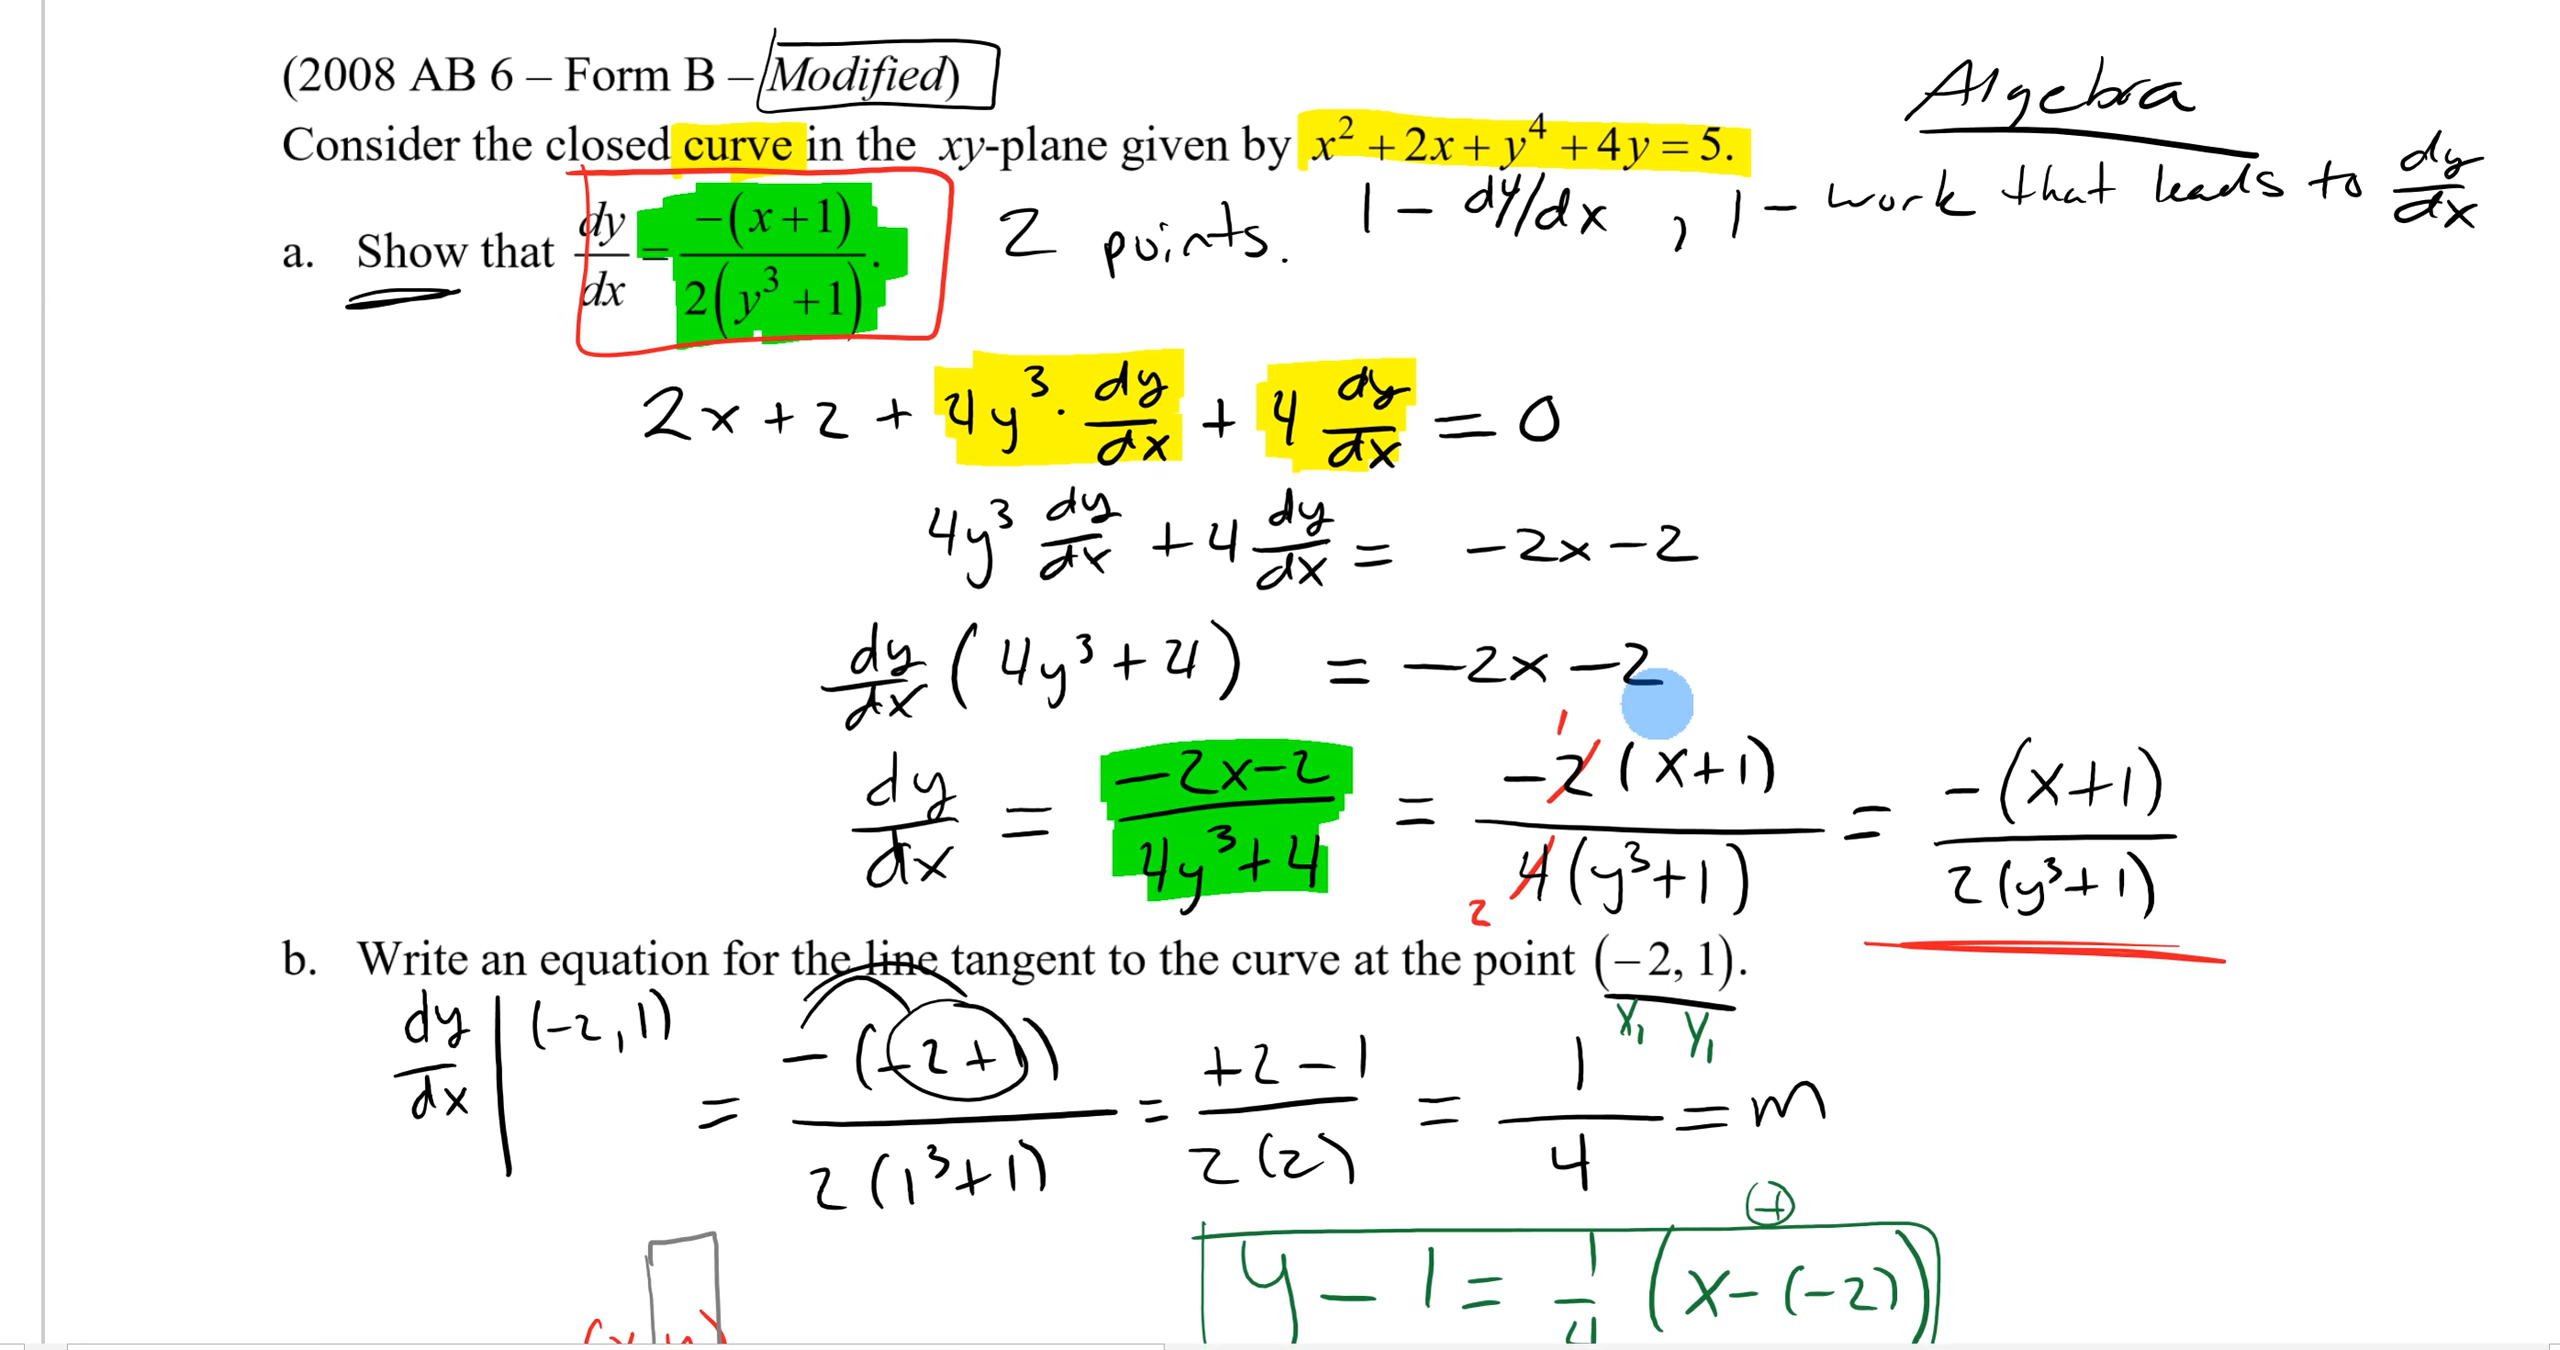 (2008 AB 6 – Form B – Modified)
Algebra
Consider the closed curve in the xy-plane given by x² + 2x + y⁴ + 4y = 5.
a. Show that dy/dx = -(x+1) / 2(y³+1).
2 points. 1 - dy/dx , 1 - work that leads to dy/dx
2x + 2 + 4y³ · dy/dx + 4 dy/dx = 0
4y³ dy/dx + 4 dy/dx = -2x - 2
dy/dx (4y³ + 4) = -2x - 2
1
dy/dx = -2x-2 / 4y³+4 = -2(x+1) / 4(y³+1) = -(x+1) / 2(y³+1)
2
b. Write an equation for the line tangent to the curve at the point (–2, 1).
x₁ y₁
dy/dx | (-2,1) = -(-2+1) / 2(1³+1) = +2-1 / 2(2) = 1/4 = m
+
y - 1 = 1/4 (x - (-2))